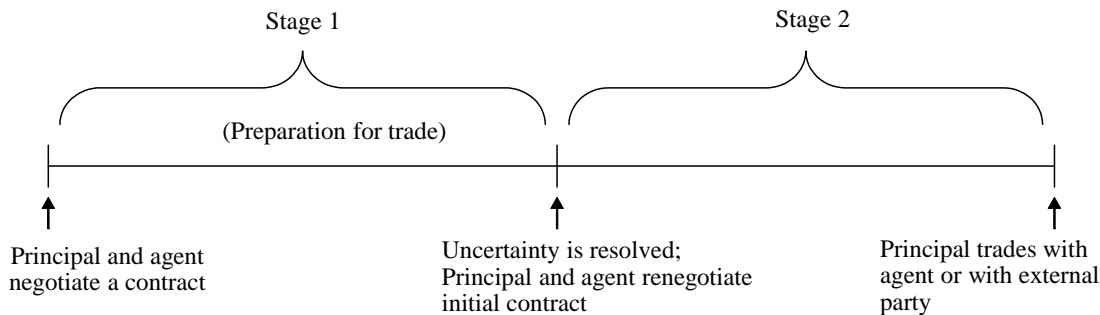 Stage 1
Stage 2
(Preparation for trade)
Principal and agent
negotiate a contract
Uncertainty is resolved;
Principal and agent renegotiate
initial contract
Principal trades with
agent or with external
party